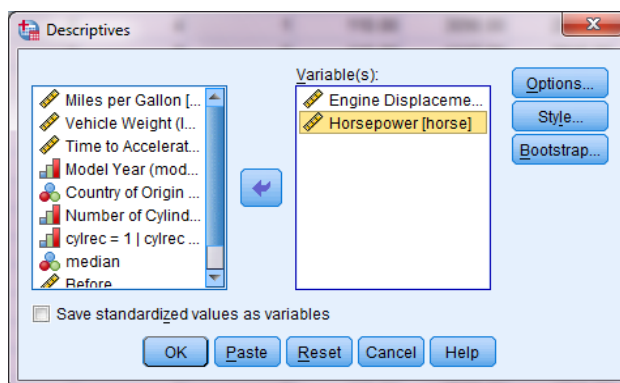 Descriptives
Variable(s):
Miles per Gallon [...
Vehicle Weight (l...
Time to Accelerat...
Model Year (mod...
Country of Origin ...
Number of Cylind...
cylrec = 1 | cylrec ...
median
Before
Engine Displaceme...
Horsepower [horse]
Options...
Style...
Bootstrap...
Save standardized values as variables
OK Paste Reset Cancel Help